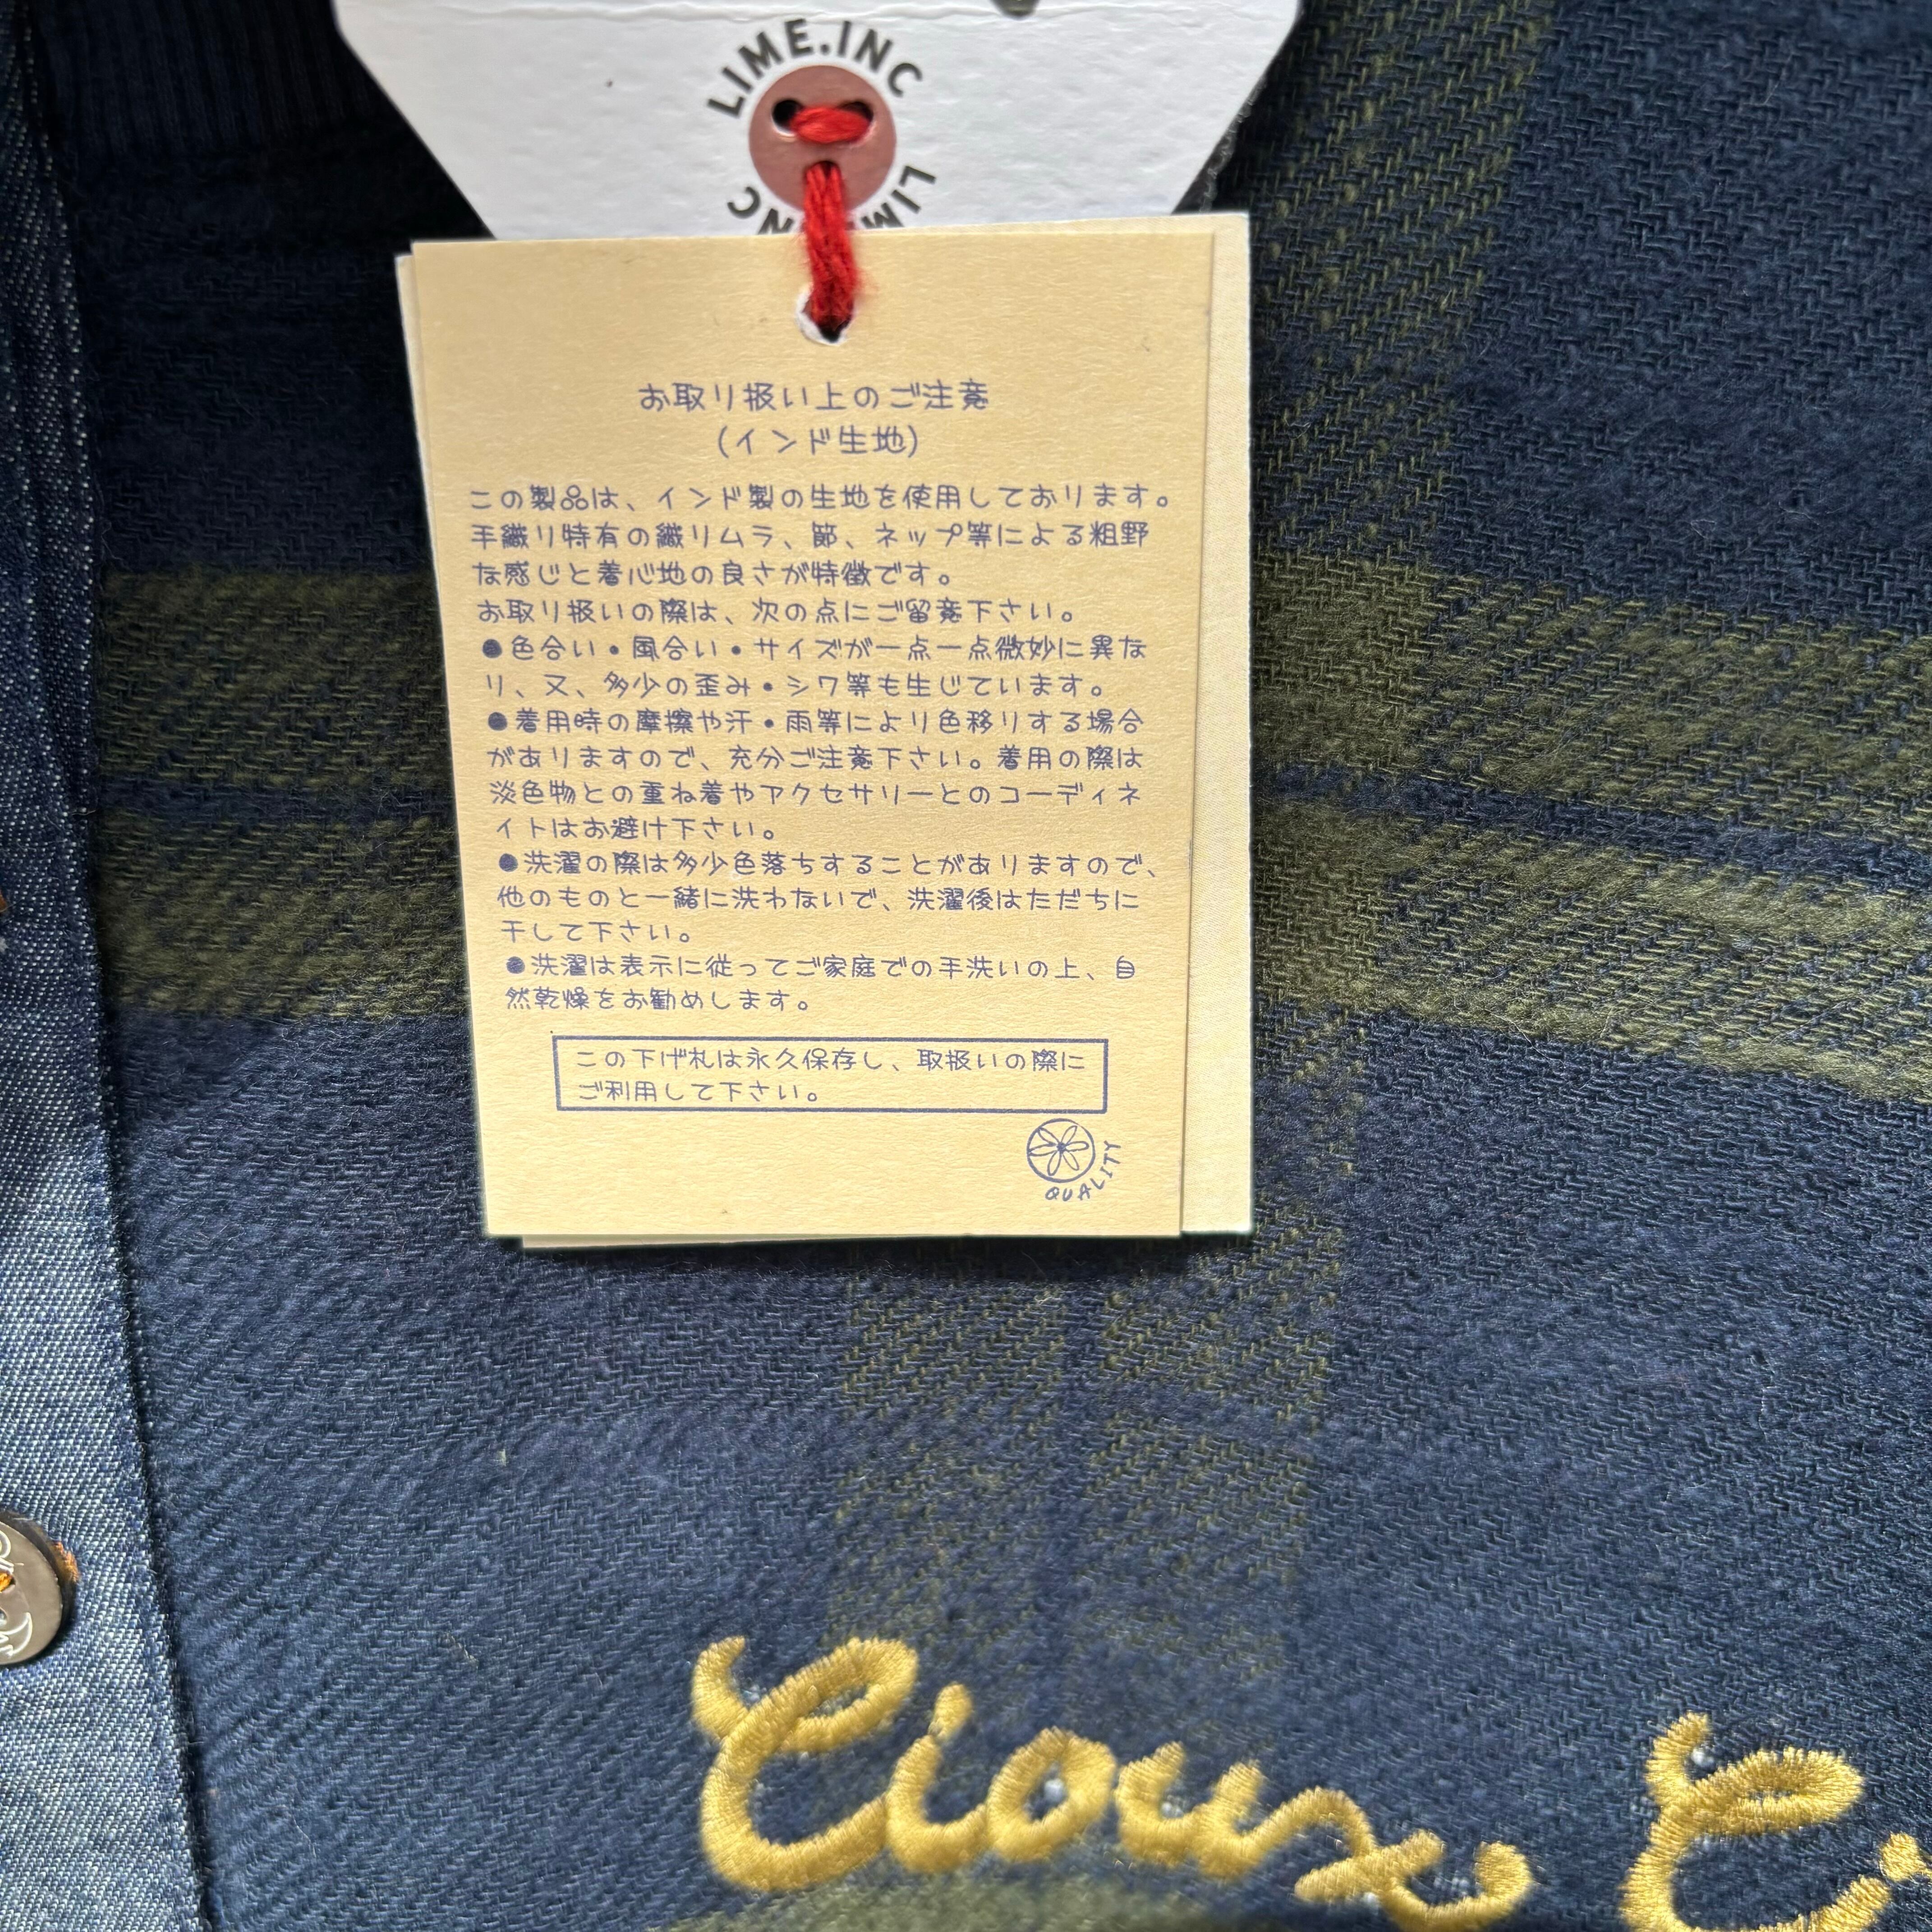 LIME.INC
LIM
INC
お取り扱い上のご注意
(インド生地)
この製品は、インド製の生地を使用しております。
手織り特有の織リムラ、節、ネップ等による粗野
な感じと着心地の良さが特徴です。
お取り扱いの際は、次の点にご留意下さい。
●色合い・風合い・サイズが一点一点微妙に異な
り、又、多少の歪み・シワ等も生じています。
●着用時の摩擦や汗・雨等により色移りする場合
がありますので、充分ご注意下さい。着用の際は
淡色物との重ね着やアクセサリーとのコーディネ
イトはお避け下さい。
●洗濯の際は多少色落ちすることがありますので、
他のものと一緒に洗わないで、洗濯後はただちに
干して下さい。
●洗濯は表示に従ってご家庭での手洗いの上、自
然乾燥をお勧めします。
この下げ札は永久保存し、取扱いの際に
ご利用して下さい。
QUALITY
Cioux Ci